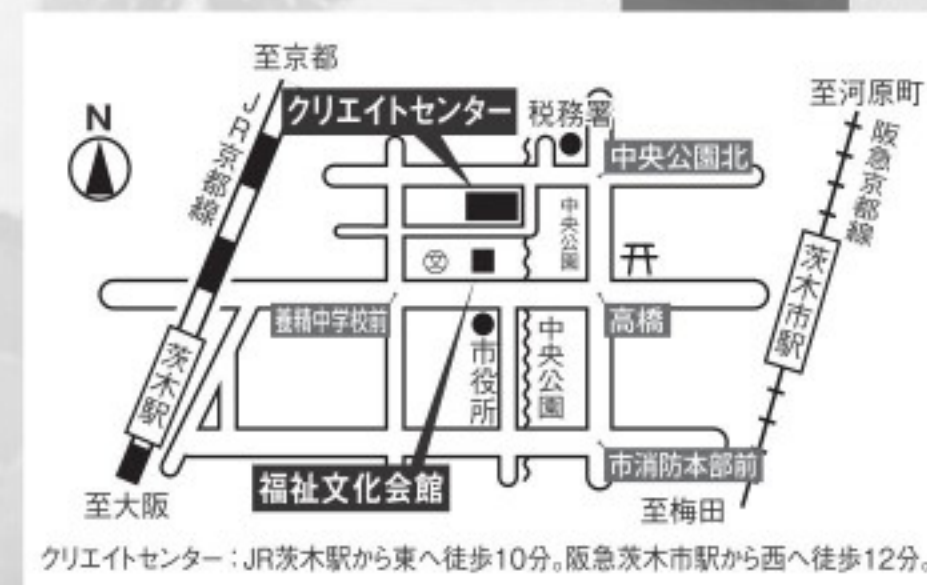 至京都
JR京都線
クリエイトセンター
税務署
至河原町
阪急京都線
N
中央公園北
中央公園
文
茨木市駅
養精中学校前
高橋
茨木駅
市役所
中央公園
市消防本部前
福祉文化会館
至大阪
至梅田
クリエイトセンター:JR茨木駅から東へ徒歩10分。阪急茨木市駅から西へ徒歩12分。